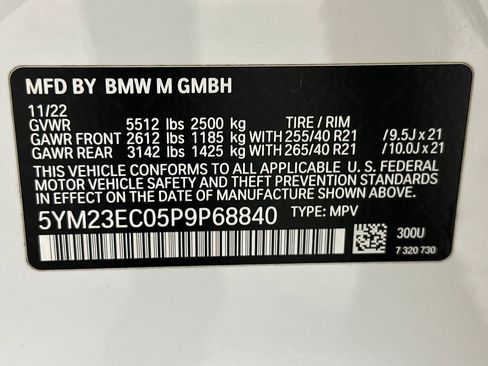 MFD BY BMW M GMBH
11/22
GVWR 5512 lbs 2500 kg TIRE / RIM
GAWR FRONT 2612 lbs 1185 kg WITH 255/40 R21 /9.5J x 21
GAWR REAR 3142 lbs 1425 kg WITH 265/40 R21 /10.0J x 21
THIS VEHICLE CONFORMS TO ALL APPLICABLE U. S. FEDERAL
MOTOR VEHICLE SAFETY, BUMPER AND THEFT PREVENTION STANDARDS
IN EFFECT ON THE DATE OF MANUFACTURE SHOWN ABOVE.
5YM23EC05P9P68840 TYPE: MPV
300U
7 320 730